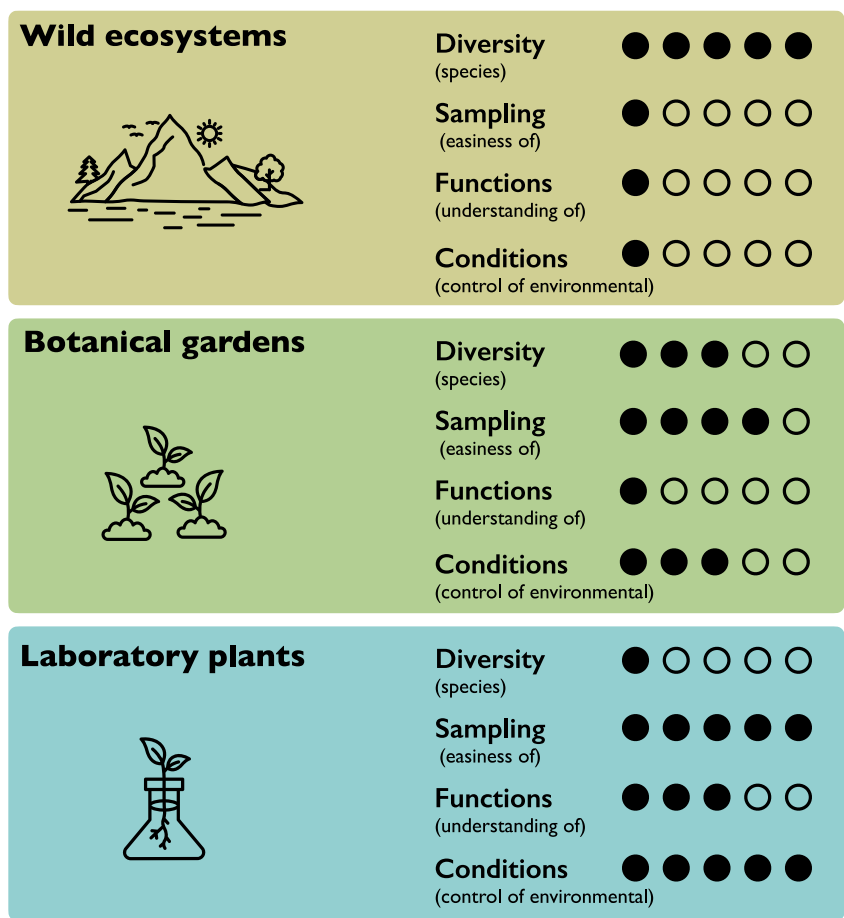 Wild ecosystems
Diversity
(species)
Sampling
(easiness of)
Functions
(understanding of)
Conditions
(control of environmental)
Botanical gardens
Diversity
(species)
Sampling
(easiness of)
Functions
(understanding of)
Conditions
(control of environmental)
Laboratory plants
Diversity
(species)
Sampling
(easiness of)
Functions
(understanding of)
Conditions
(control of environmental)